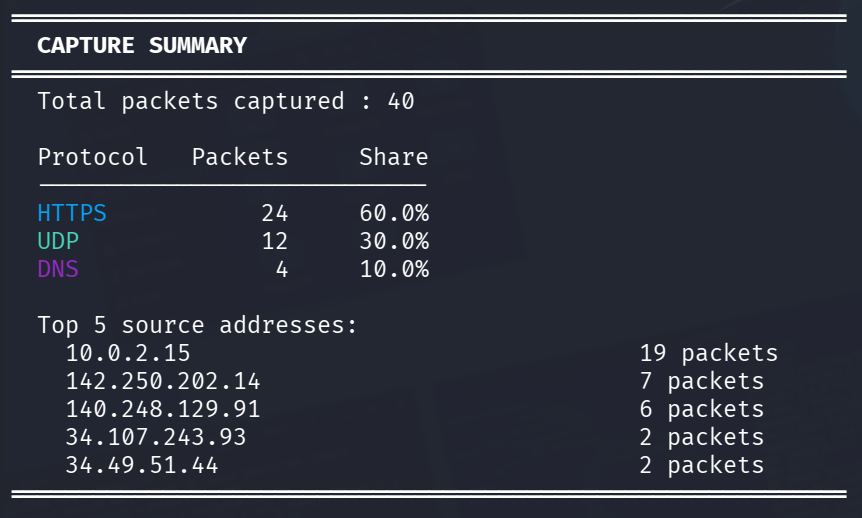 CAPTURE SUMMARY
Total packets captured : 40
Protocol Packets Share
HTTPS 24 60.0%
UDP 12 30.0%
DNS 4 10.0%
Top 5 source addresses:
10.0.2.15 19 packets
142.250.202.14 7 packets
140.248.129.91 6 packets
34.107.243.93 2 packets
34.49.51.44 2 packets